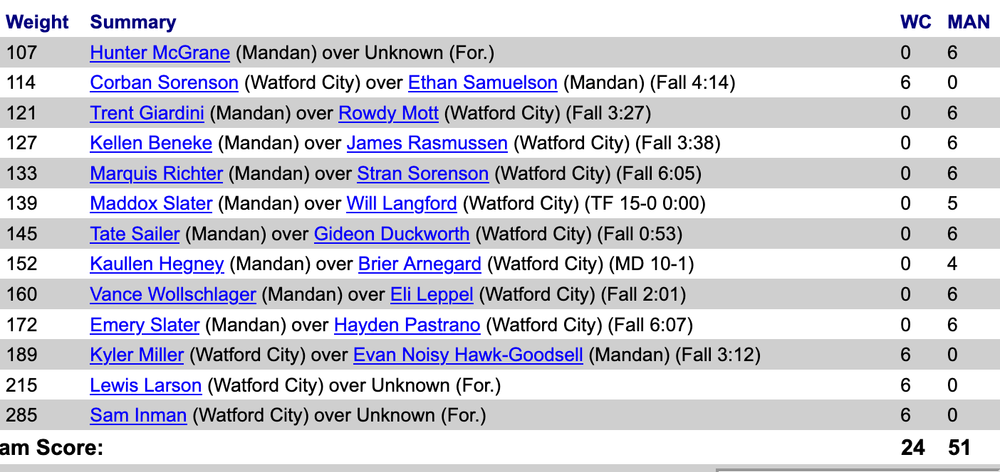 Weight Summary WC MAN
107 Hunter McGrane (Mandan) over Unknown (For.) 0 6
114 Corban Sorenson (Watford City) over Ethan Samuelson (Mandan) (Fall 4:14) 6 0
121 Trent Giardini (Mandan) over Rowdy Mott (Watford City) (Fall 3:27) 0 6
127 Kellen Beneke (Mandan) over James Rasmussen (Watford City) (Fall 3:38) 0 6
133 Marquis Richter (Mandan) over Stran Sorenson (Watford City) (Fall 6:05) 0 6
139 Maddox Slater (Mandan) over Will Langford (Watford City) (TF 15-0 0:00) 0 5
145 Tate Sailer (Mandan) over Gideon Duckworth (Watford City) (Fall 0:53) 0 6
152 Kaullen Hegney (Mandan) over Brier Arnegard (Watford City) (MD 10-1) 0 4
160 Vance Wollschlager (Mandan) over Eli Leppel (Watford City) (Fall 2:01) 0 6
172 Emery Slater (Mandan) over Hayden Pastrano (Watford City) (Fall 6:07) 0 6
189 Kyler Miller (Watford City) over Evan Noisy Hawk-Goodsell (Mandan) (Fall 3:12) 6 0
215 Lewis Larson (Watford City) over Unknown (For.) 6 0
285 Sam Inman (Watford City) over Unknown (For.) 6 0
am Score: 24 51